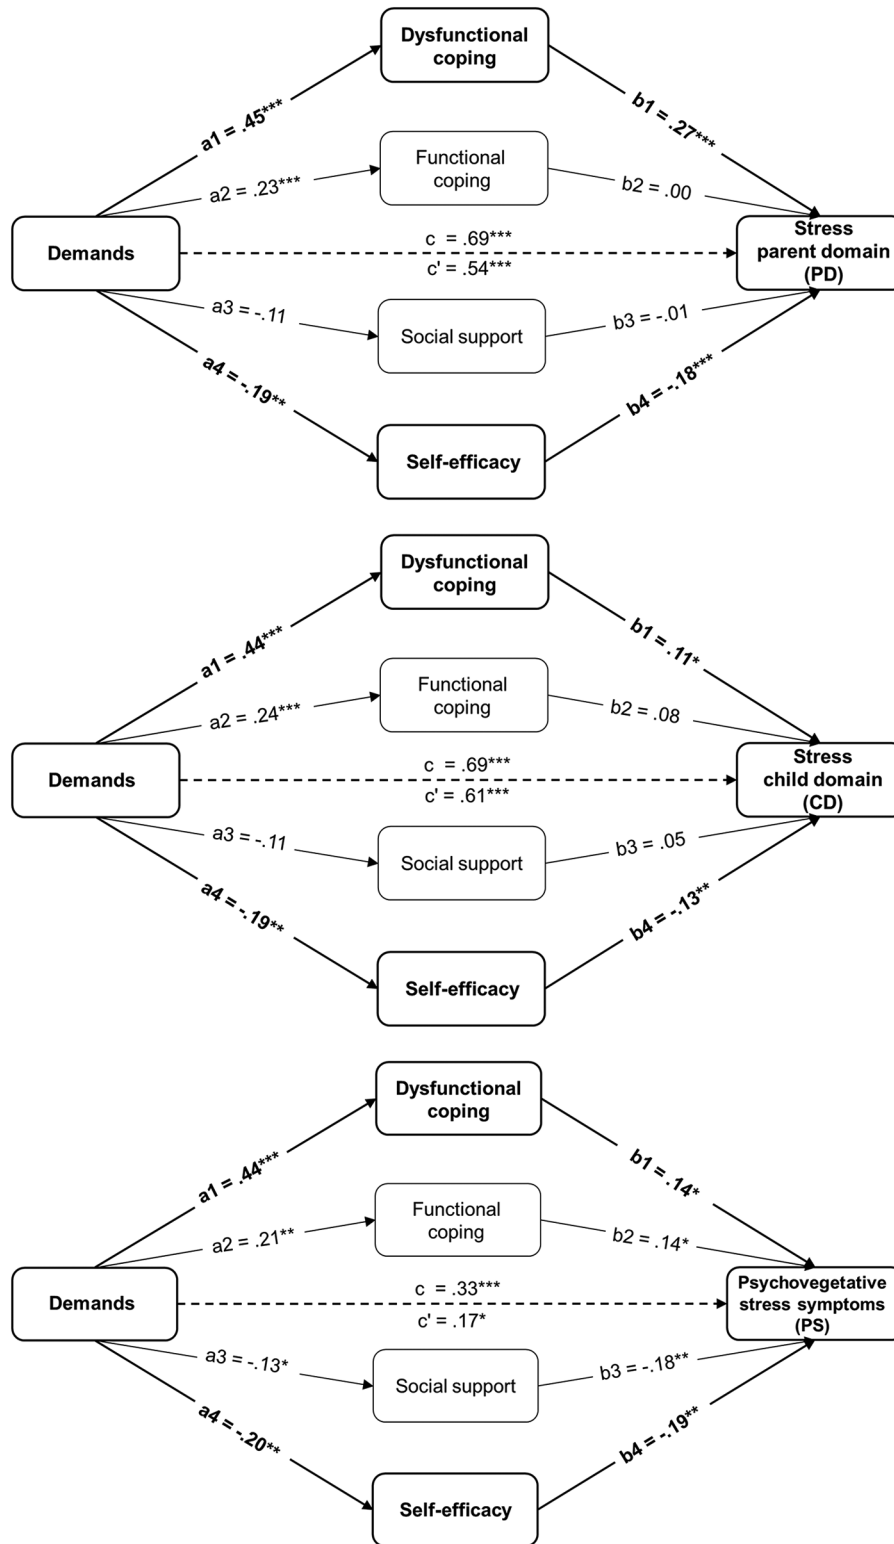 Dysfunctional
coping
a1 = .45***
b1 = .27***
Functional
coping
a2 = .23***
b2 = .00
Demands
c  = .69***
c' = .54***
Stress
parent domain
(PD)
a3 = -.11
Social support
b3 = -.01
a4 = -.19**
b4 = -.18***
Self-efficacy
Dysfunctional
coping
a1 = .44***
b1 = .11*
Functional
coping
a2 = .24***
b2 = .08
Demands
c  = .69***
c' = .61***
Stress
child domain
(CD)
a3 = -.11
Social support
b3 = .05
a4 = -.19**
b4 = -.13**
Self-efficacy
Dysfunctional
coping
a1 = .44***
b1 = .14*
Functional
coping
a2 = .21**
b2 = .14*
Demands
c  = .33***
c' = .17*
Psychovegetative
stress symptoms
(PS)
a3 = -.13*
Social support
b3 = -.18**
a4 = -.20**
b4 = -.19**
Self-efficacy